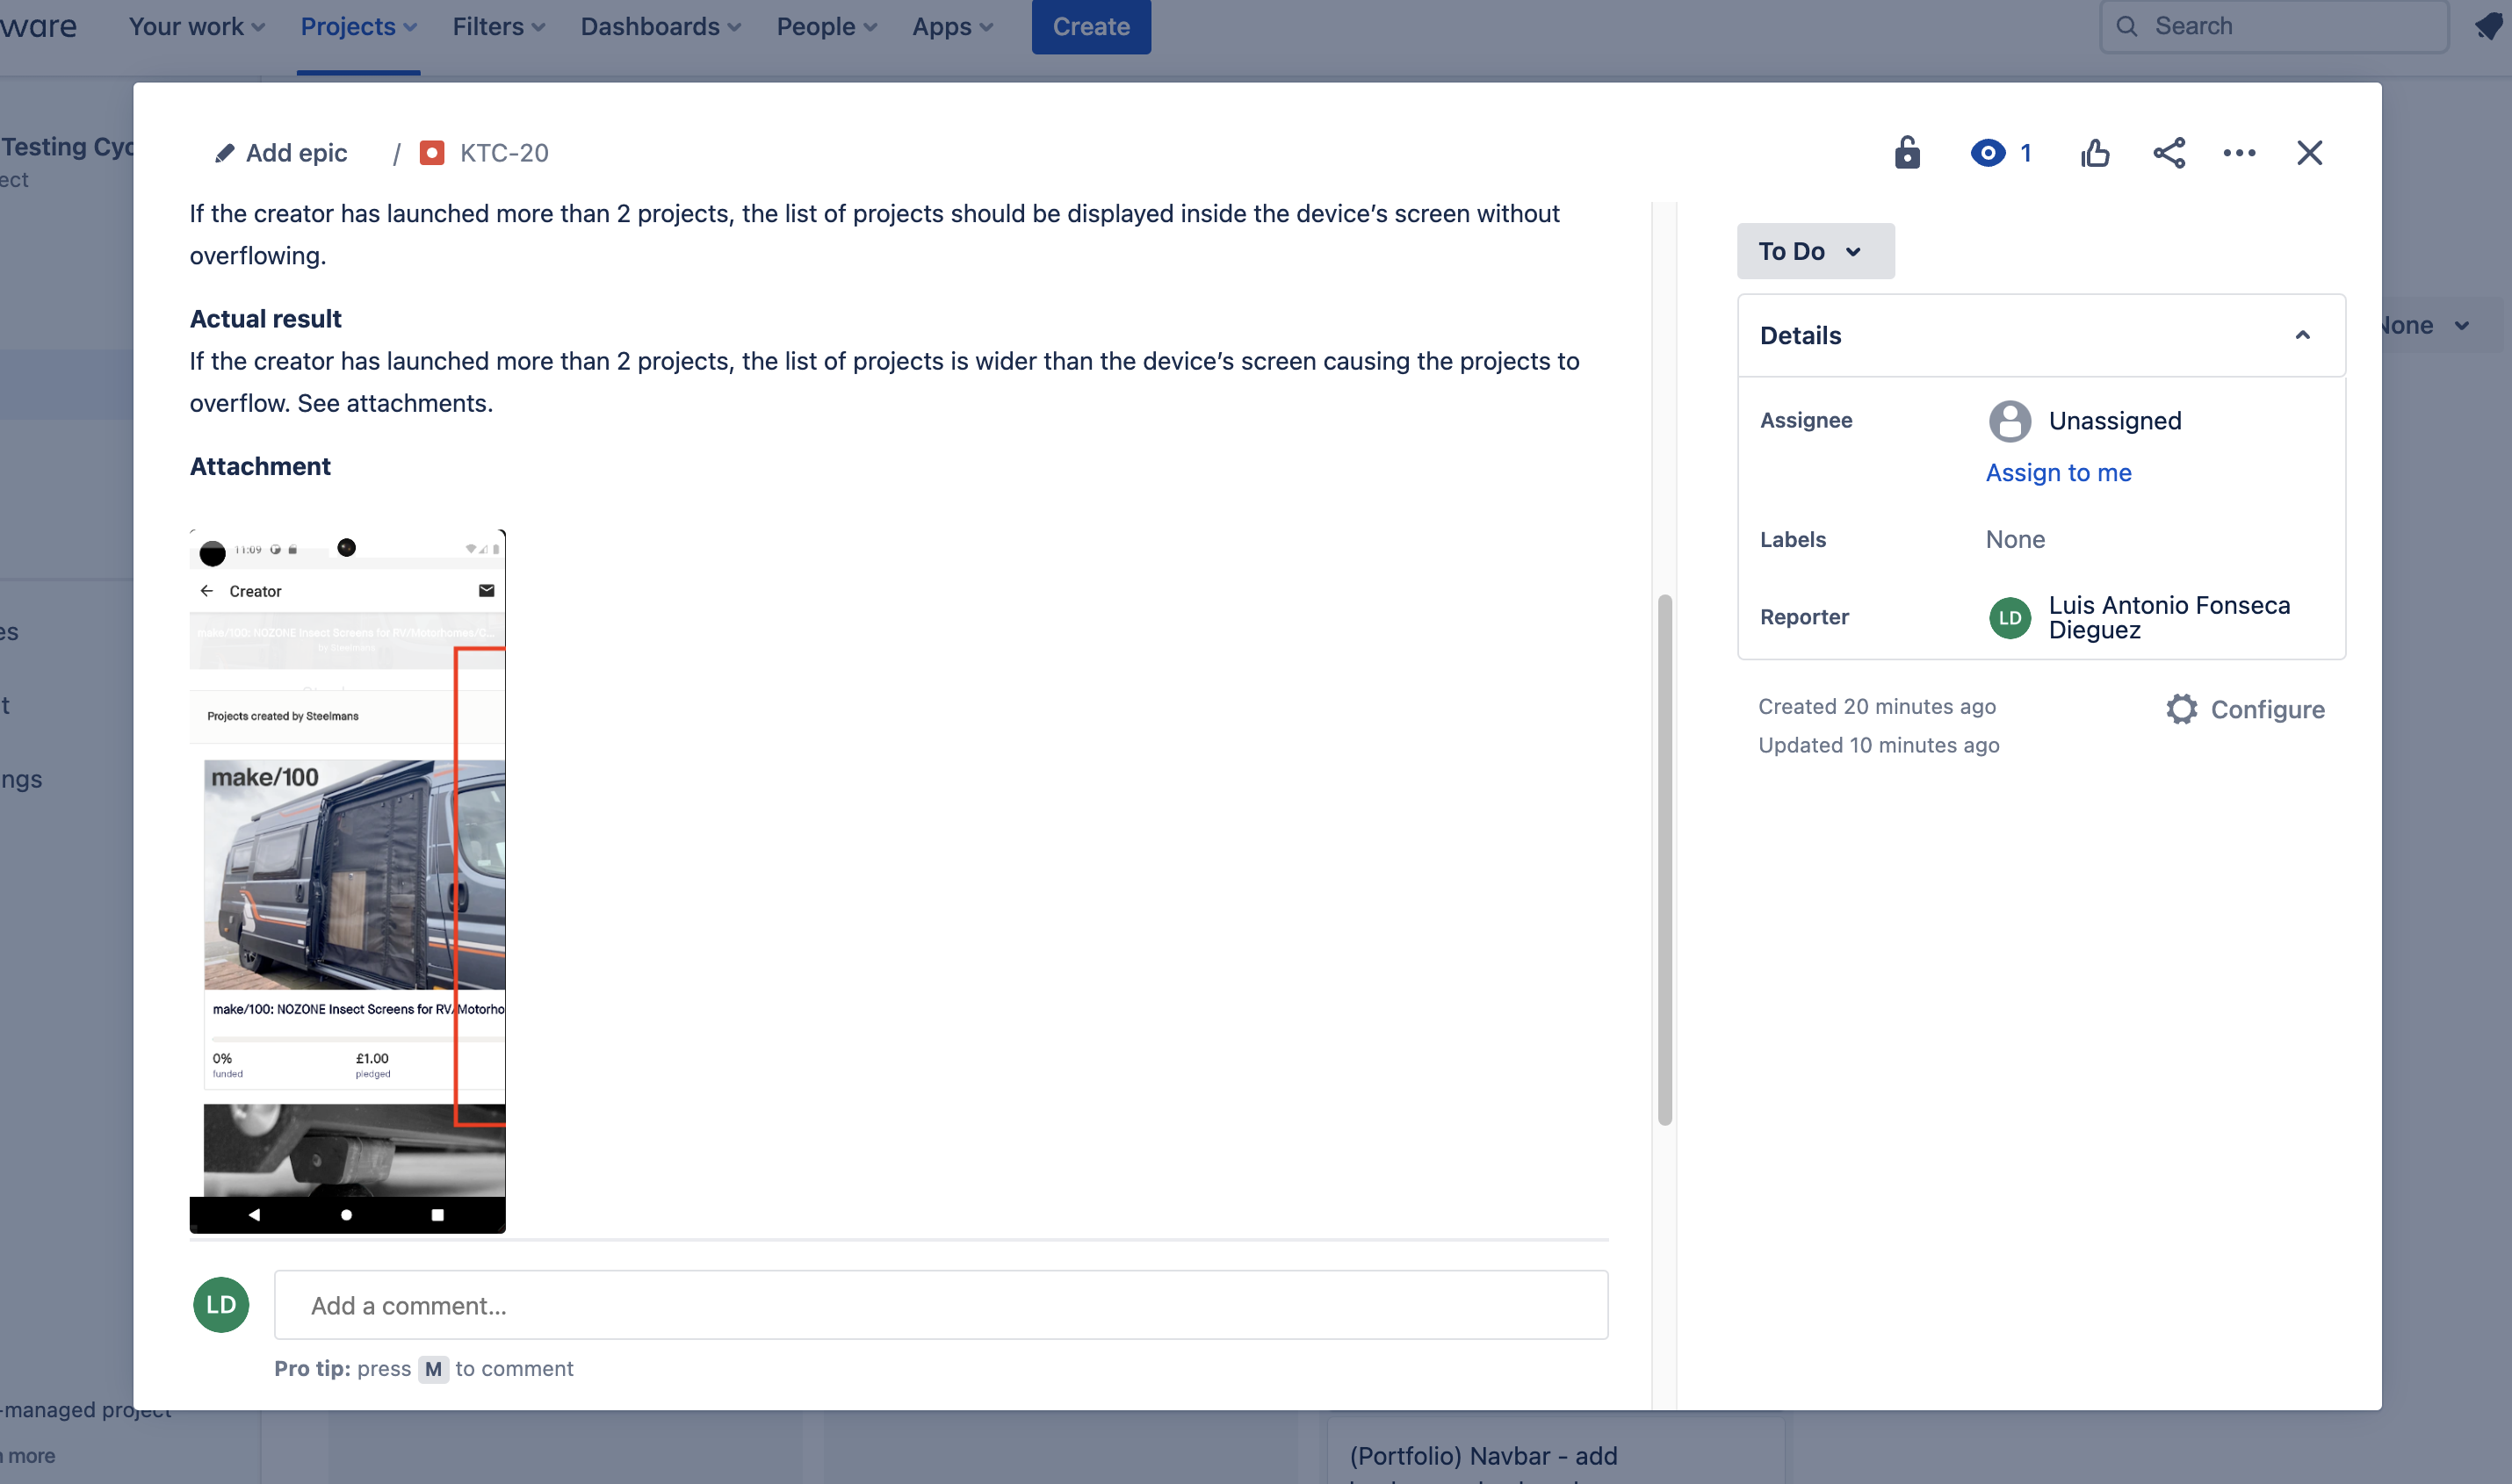 ware
Your work
Projects
Filters
Dashboards
People
Apps
Create
Search
Testing Cyc
ect
Add epic
/
KTC-20
1
If the creator has launched more than 2 projects, the list of projects should be displayed inside the device’s screen without
overflowing.
Actual result
If the creator has launched more than 2 projects, the list of projects is wider than the device’s screen causing the projects to
overflow. See attachments.
Attachment
11:09
Creator
make/100: NOZONE Insect Screens for RV/Motorhomes/C...
by Steelmans
Projects created by Steelmans
make/100
make/100: NOZONE Insect Screens for RV/Motorho
0%
funded
£1.00
pledged
LD
Add a comment...
Pro tip: press M to comment
To Do
Details
Assignee
Unassigned
Assign to me
Labels
None
Reporter
LD
Luis Antonio Fonseca
Dieguez
Created 20 minutes ago
Updated 10 minutes ago
Configure
None
es
t
ngs
-managed project
n more
(Portfolio) Navbar - add